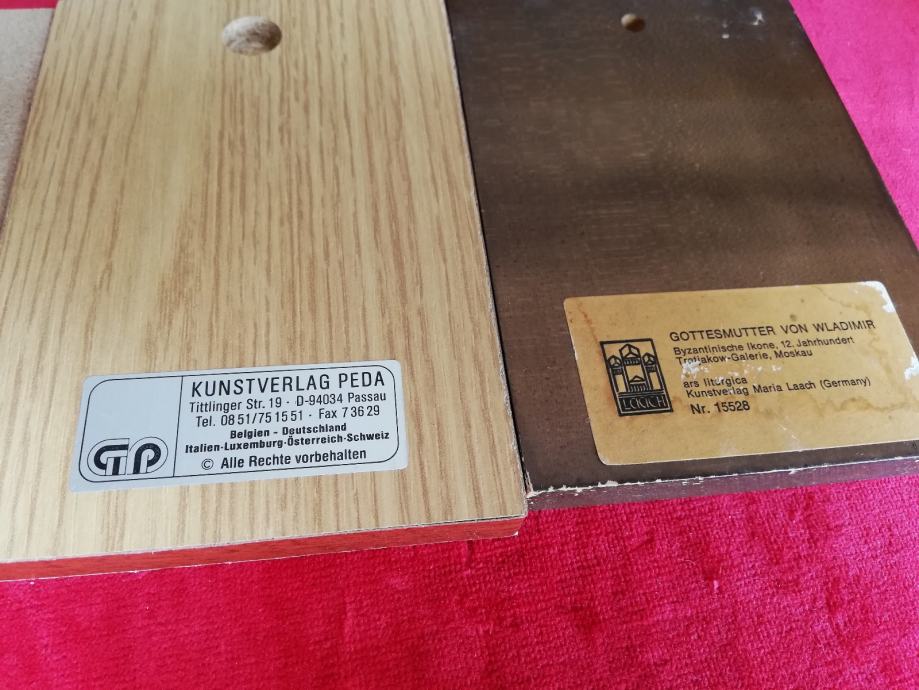 KUNSTVERLAG PEDA
Tittlinger Str. 19 · D-94034 Passau
Tel. 08 51/75 15 51 · Fax 7 36 29
Belgien - Deutschland
Italien-Luxemburg-Österreich-Schweiz
© Alle Rechte vorbehalten
GOTTESMUTTER VON WLADIMIR
Byzantinische Ikone, 12. Jahrhundert
Tretjakow-Galerie, Moskau
ars liturgica
Kunstverlag Maria Laach (Germany)
Nr. 15528
LAACH